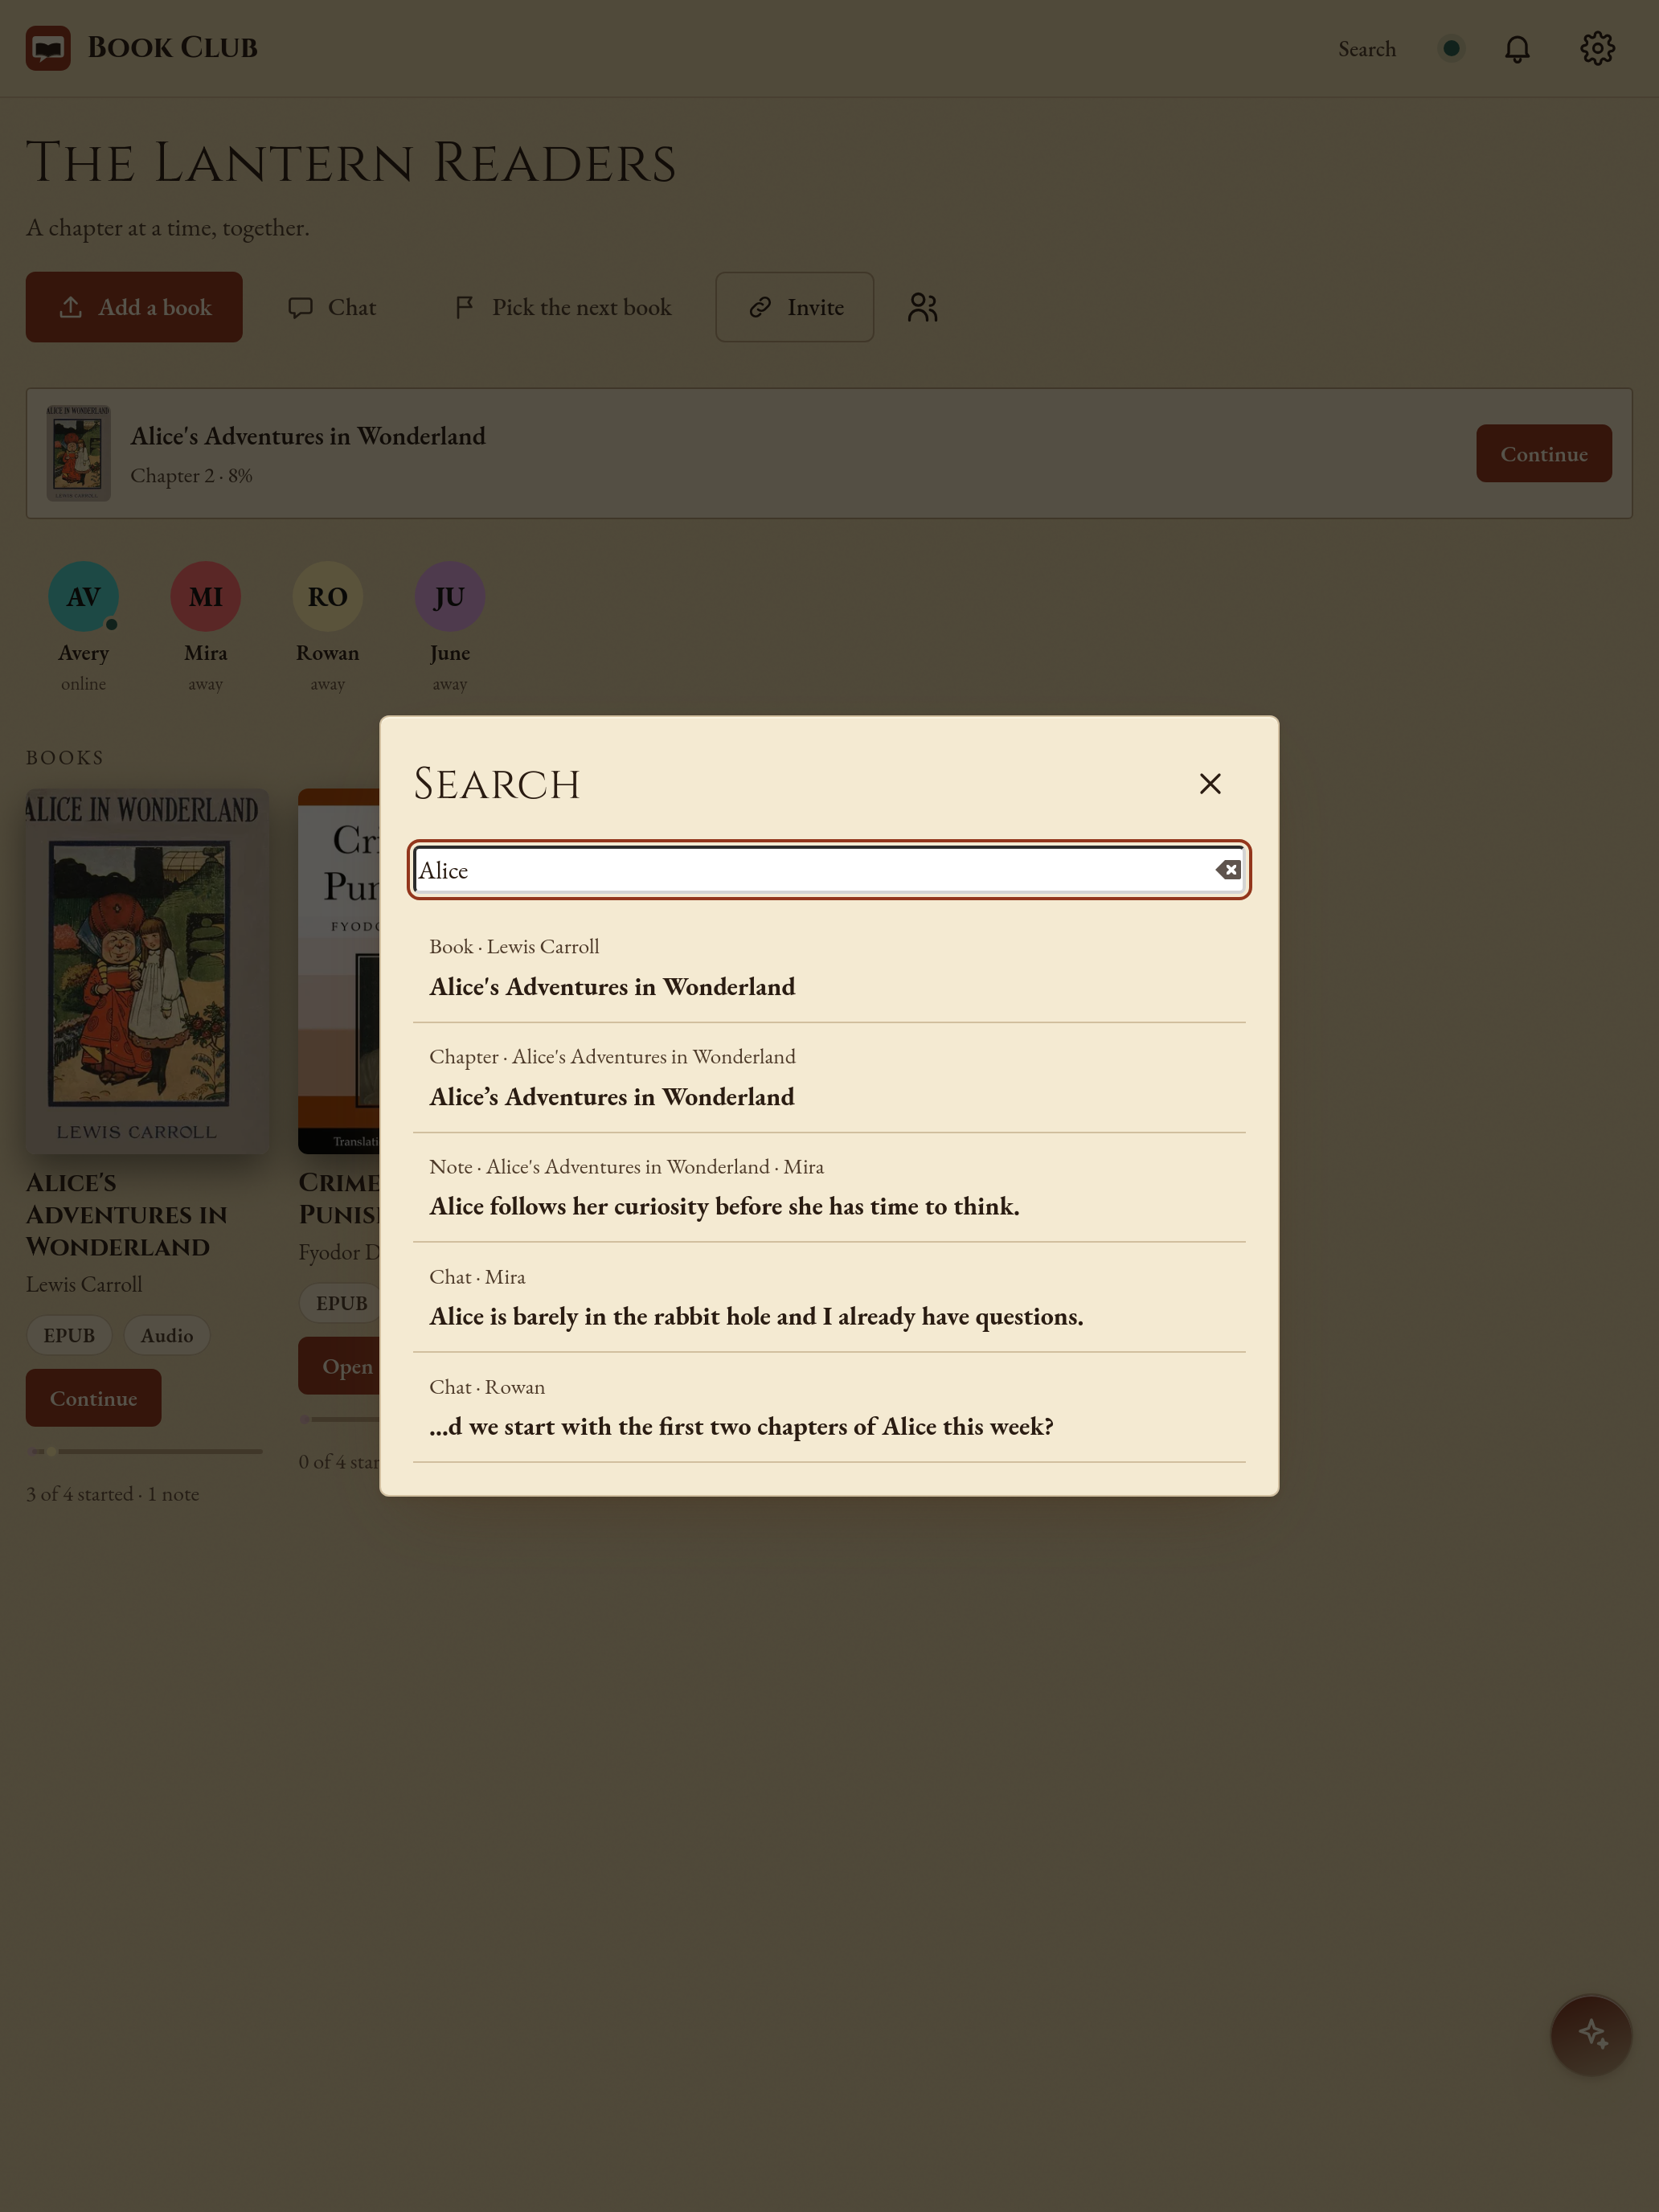 Book Club
Search
The Lantern Readers
A chapter at a time, together.
Add a book
Chat
Pick the next book
Invite
ALICE IN WONDERLAND
LEWIS CARROLL
Alice's Adventures in Wonderland
Chapter 2 · 8%
Continue
AV
MI
RO
JU
Avery
Mira
Rowan
June
online
away
away
away
BOOKS
ALICE IN WONDERLAND
LEWIS CARROLL
Alice's
Adventures in
Wonderland
Lewis Carroll
EPUB
Audio
Continue
3 of 4 started · 1 note
FYODO
Crime
Fyodor D
EPUB
Open
0 of 4 star
Search
Alice
Book · Lewis Carroll
Alice's Adventures in Wonderland
Chapter · Alice's Adventures in Wonderland
Alice’s Adventures in Wonderland
Note · Alice's Adventures in Wonderland · Mira
Alice follows her curiosity before she has time to think.
Chat · Mira
Alice is barely in the rabbit hole and I already have questions.
Chat · Rowan
...d we start with the first two chapters of Alice this week?